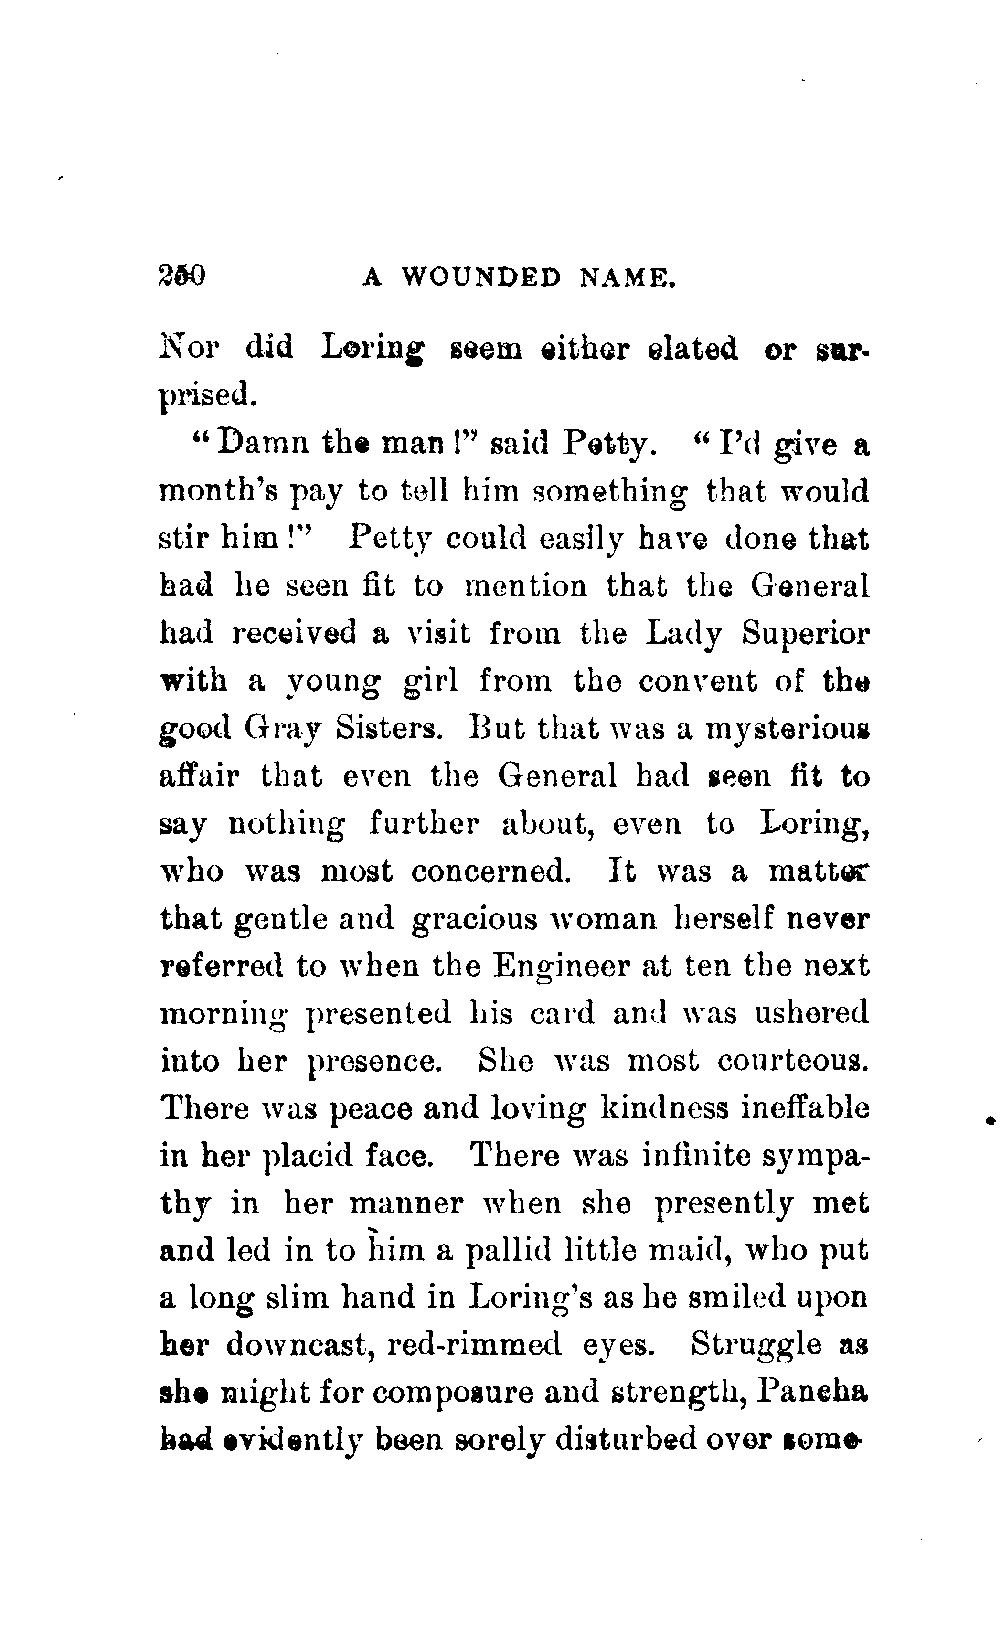 250 A WOUNDED NAME.
Nor did Loring seem either elated or sur-
prised.
“Damn the man!” said Petty. “I’d give a
month’s pay to tell him something that would
stir him!” Petty could easily have done that
had he seen fit to mention that the General
had received a visit from the Lady Superior
with a young girl from the convent of the
good Gray Sisters. But that was a mysterious
affair that even the General had seen fit to
say nothing further about, even to Loring,
who was most concerned. It was a matter
that gentle and gracious woman herself never
referred to when the Engineer at ten the next
morning presented his card and was ushered
into her presence. She was most courteous.
There was peace and loving kindness ineffable
in her placid face. There was infinite sympa-
thy in her manner when she presently met
and led in to him a pallid little maid, who put
a long slim hand in Loring’s as he smiled upon
her downcast, red-rimmed eyes. Struggle as
she might for composure and strength, Pancha
had evidently been sorely disturbed over some-